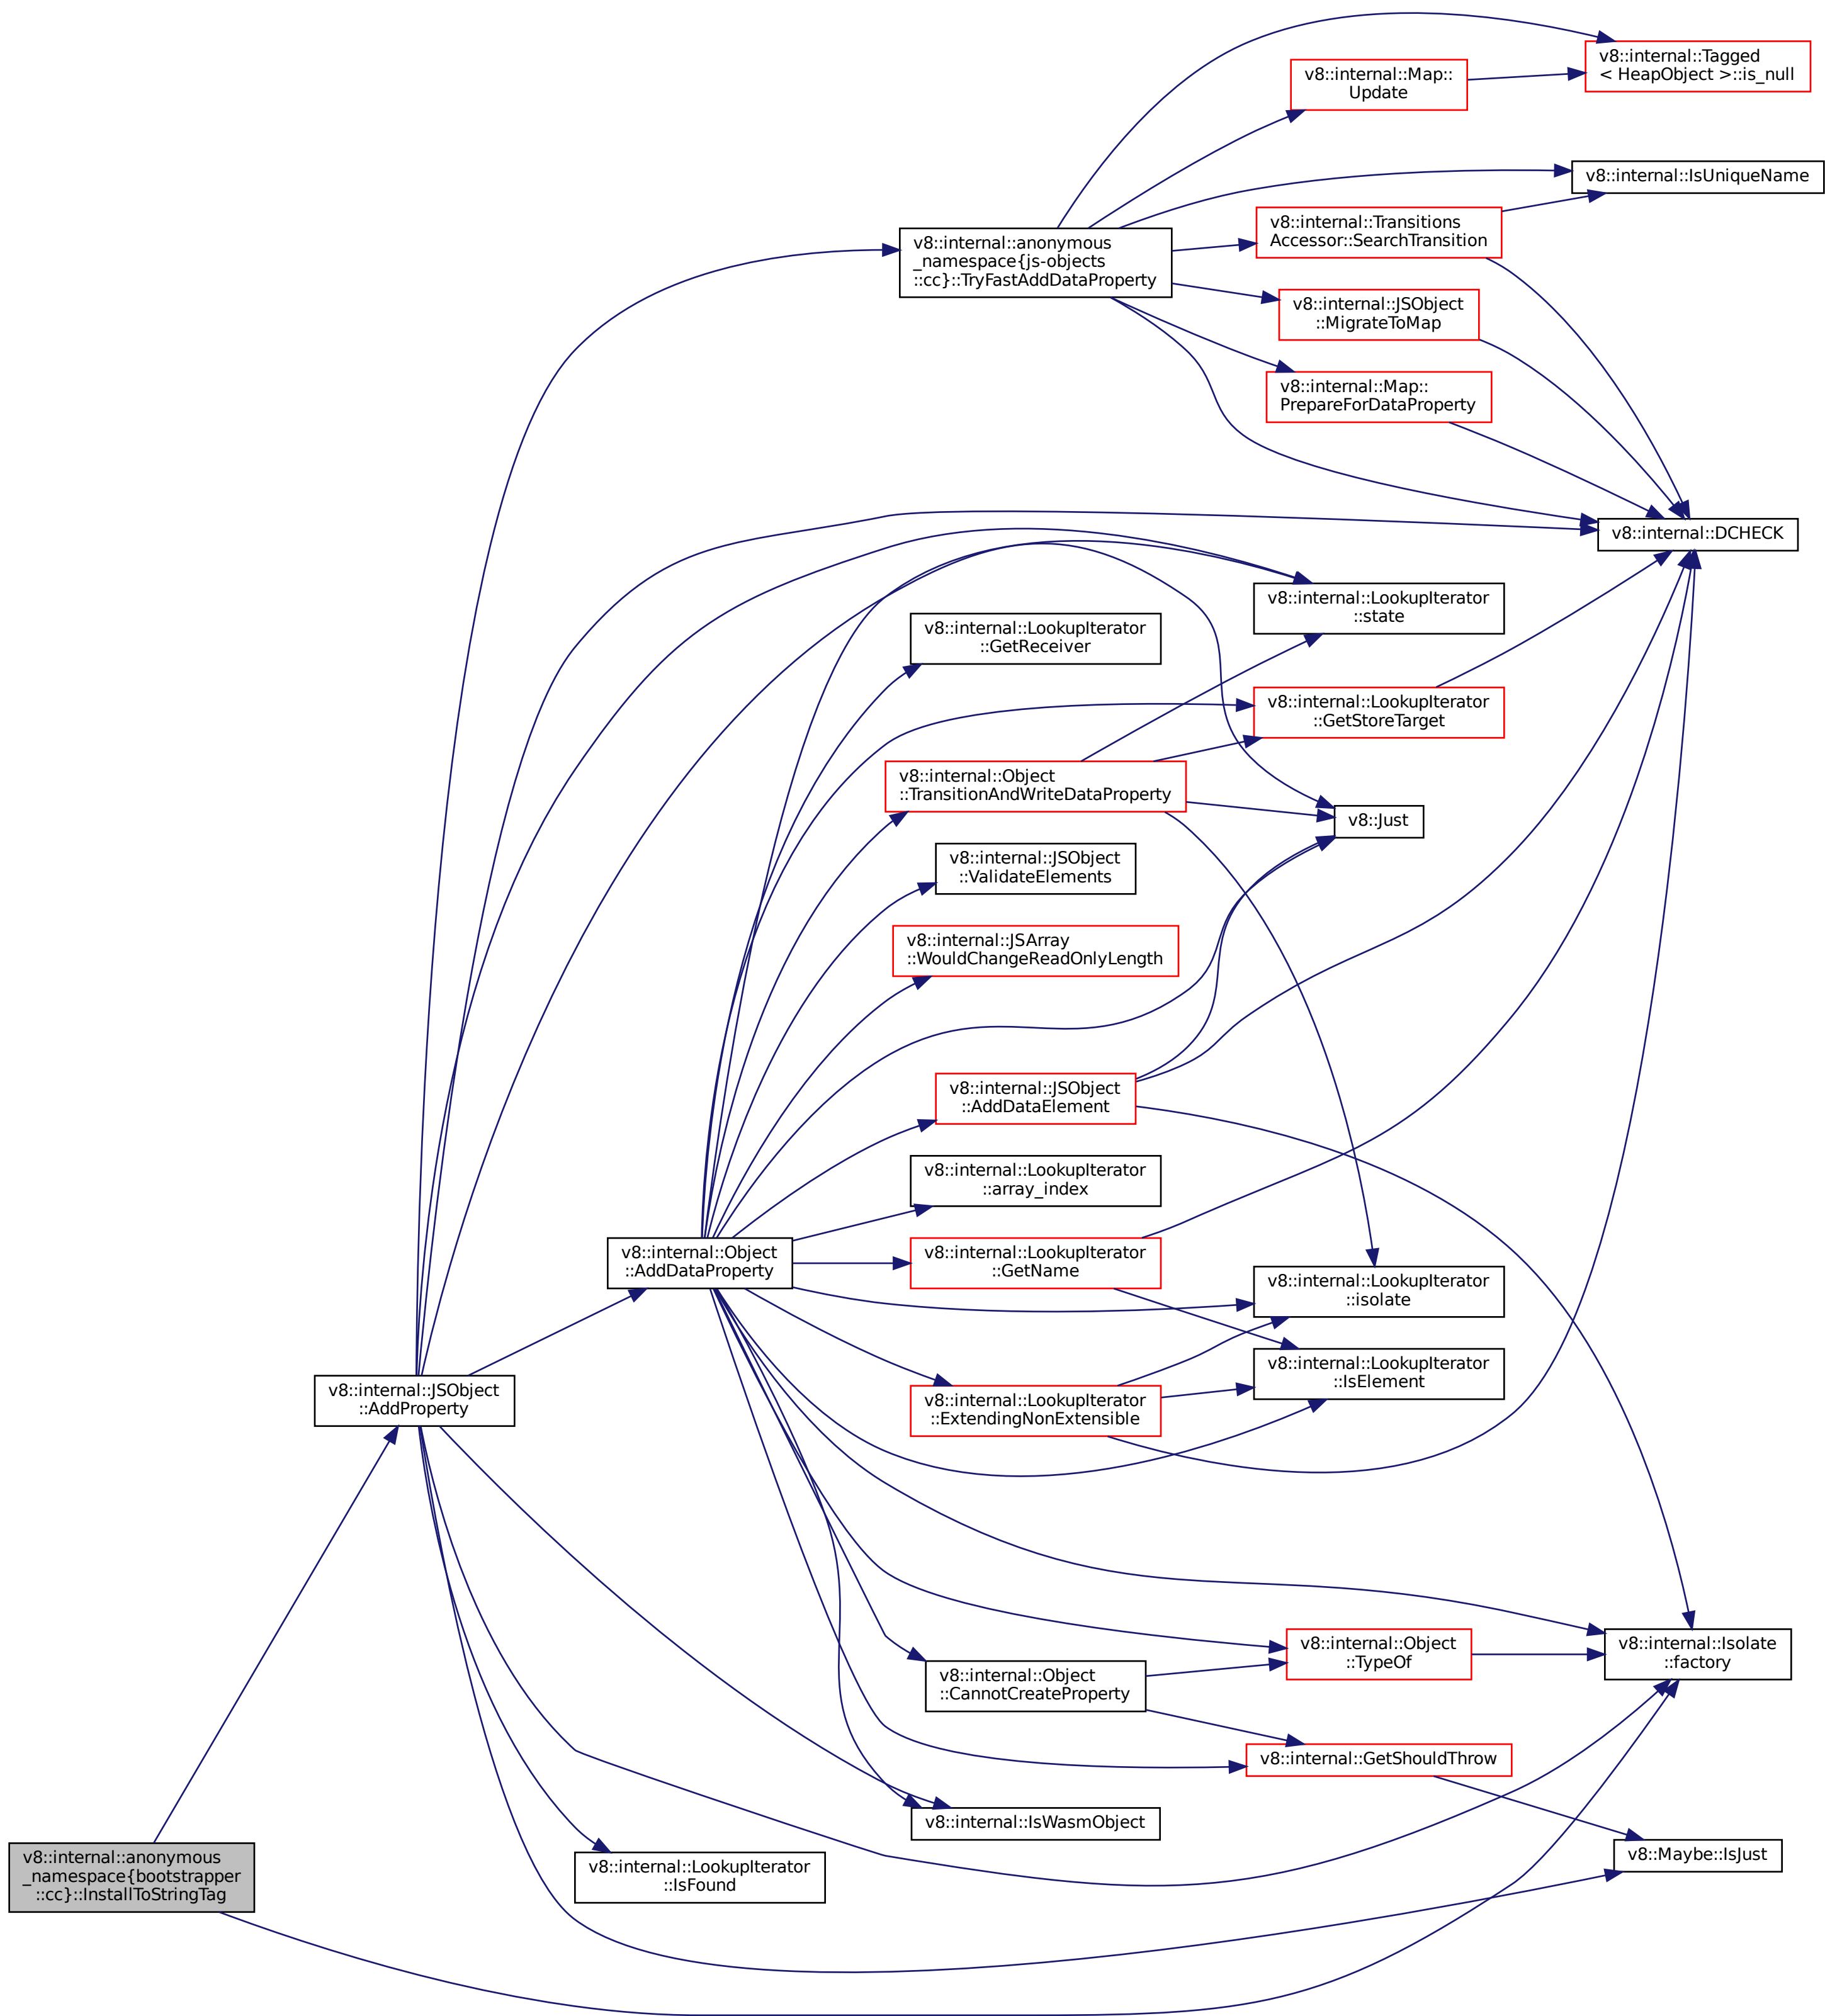 v8::internal::Tagged
< HeapObject >::is_null
v8::internal::Map::
Update
v8::internal::IsUniqueName
v8::internal::anonymous
_namespace{js-objects
::cc}::TryFastAddDataProperty
v8::internal::Transitions
Accessor::SearchTransition
v8::internal::JSObject
::MigrateToMap
v8::internal::Map::
PrepareForDataProperty
v8::internal::DCHECK
v8::internal::LookupIterator
::state
v8::internal::LookupIterator
::GetReceiver
v8::internal::LookupIterator
::GetStoreTarget
v8::internal::Object
::TransitionAndWriteDataProperty
v8::Just
v8::internal::JSObject
::ValidateElements
v8::internal::JSArray
::WouldChangeReadOnlyLength
v8::internal::JSObject
::AddDataElement
v8::internal::LookupIterator
::array_index
v8::internal::Object
::AddDataProperty
v8::internal::LookupIterator
::GetName
v8::internal::LookupIterator
::isolate
v8::internal::LookupIterator
::IsElement
v8::internal::JSObject
::AddProperty
v8::internal::LookupIterator
::ExtendingNonExtensible
v8::internal::Object
::TypeOf
v8::internal::Isolate
::factory
v8::internal::Object
::CannotCreateProperty
v8::internal::GetShouldThrow
v8::internal::IsWasmObject
v8::Maybe::IsJust
v8::internal::anonymous
_namespace{bootstrapper
::cc}::InstallToStringTag
v8::internal::LookupIterator
::IsFound